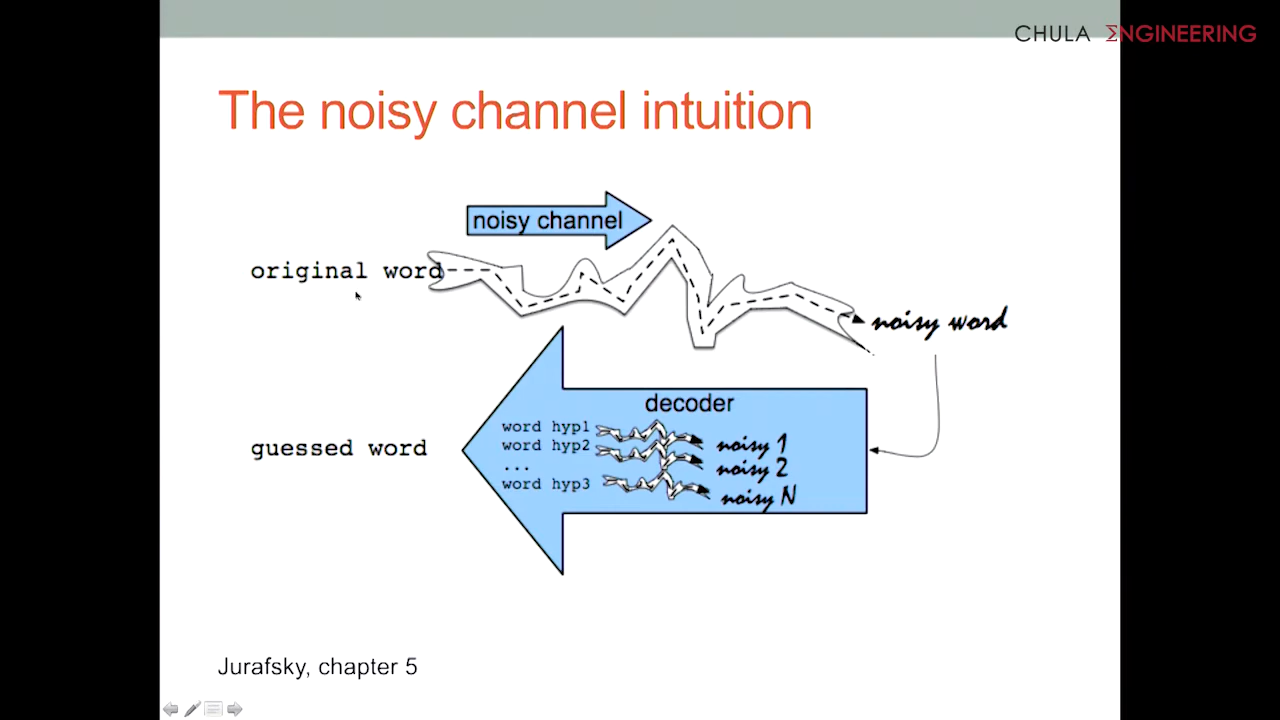 CHULA ΣNGINEERING
The noisy channel intuition
noisy channel
original word
noisy word
decoder
word hyp1
noisy 1
word hyp2
noisy 2
...
word hyp3
noisy N
guessed word
Jurafsky, chapter 5